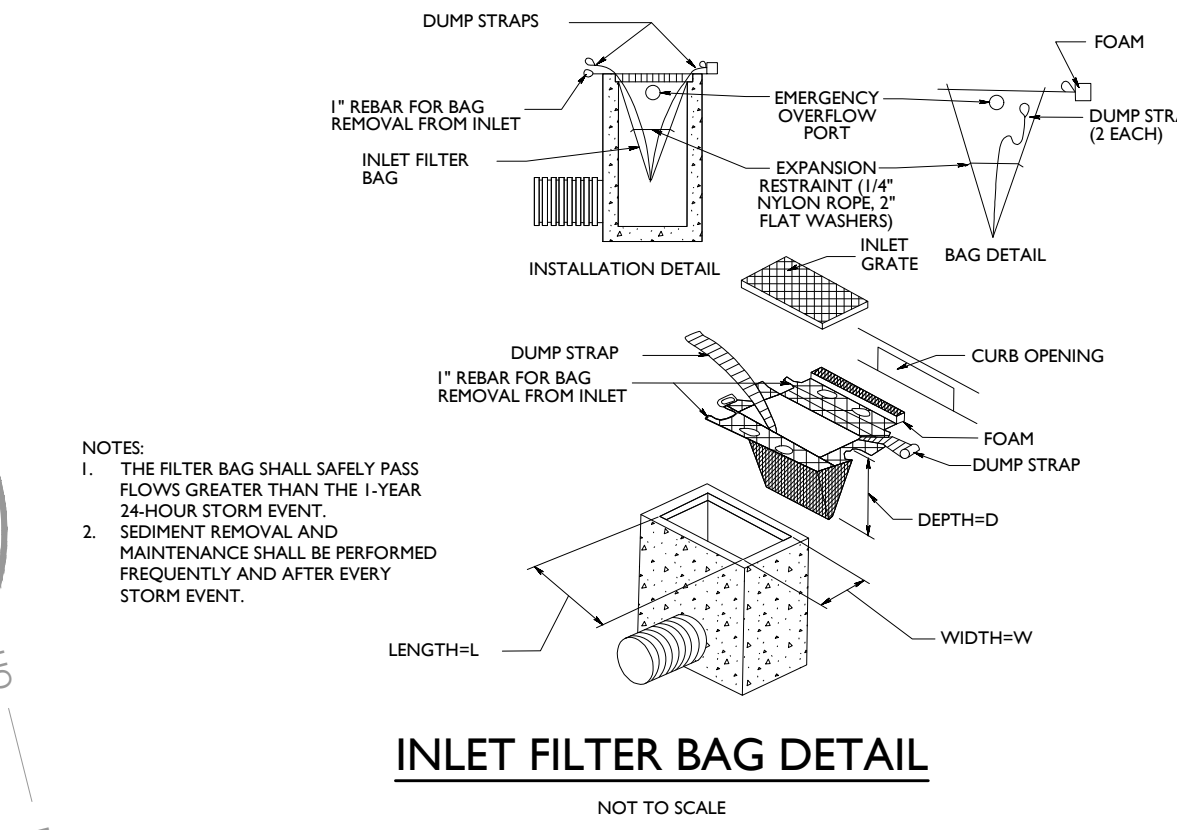 DUMP STRAPS
FOAM
1" REBAR FOR BAG
REMOVAL FROM INLET
EMERGENCY
OVERFLOW
PORT
DUMP
(2 EACH)
INLET FILTER
BAG
EXPANSION
RESTRAINT (1/4"
NYLON ROPE, 2"
FLAT WASHERS)
INSTALLATION DETAIL
BAG DETAIL
INLET
GRATE
DUMP STRAP
CURB OPENING
1" REBAR FOR BAG
REMOVAL FROM INLET
FOAM
DUMP STRAP
DEPTH=D
NOTES:
1. THE FILTER BAG SHALL SAFELY PASS
FLOWS GREATER THAN THE 1-YEAR
24-HOUR STORM EVENT.
2. SEDIMENT REMOVAL AND
MAINTENANCE SHALL BE PERFORMED
FREQUENTLY AND AFTER EVERY
STORM EVENT.
LENGTH=L
WIDTH=W
INLET FILTER BAG DETAIL
NOT TO SCALE